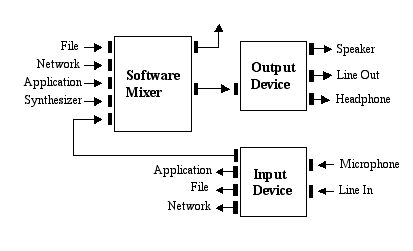 File
Network
Application
Synthesizer
Software
Mixer
Output
Device
Speaker
Line Out
Headphone
Application
File
Network
Input
Device
Microphone
Line In